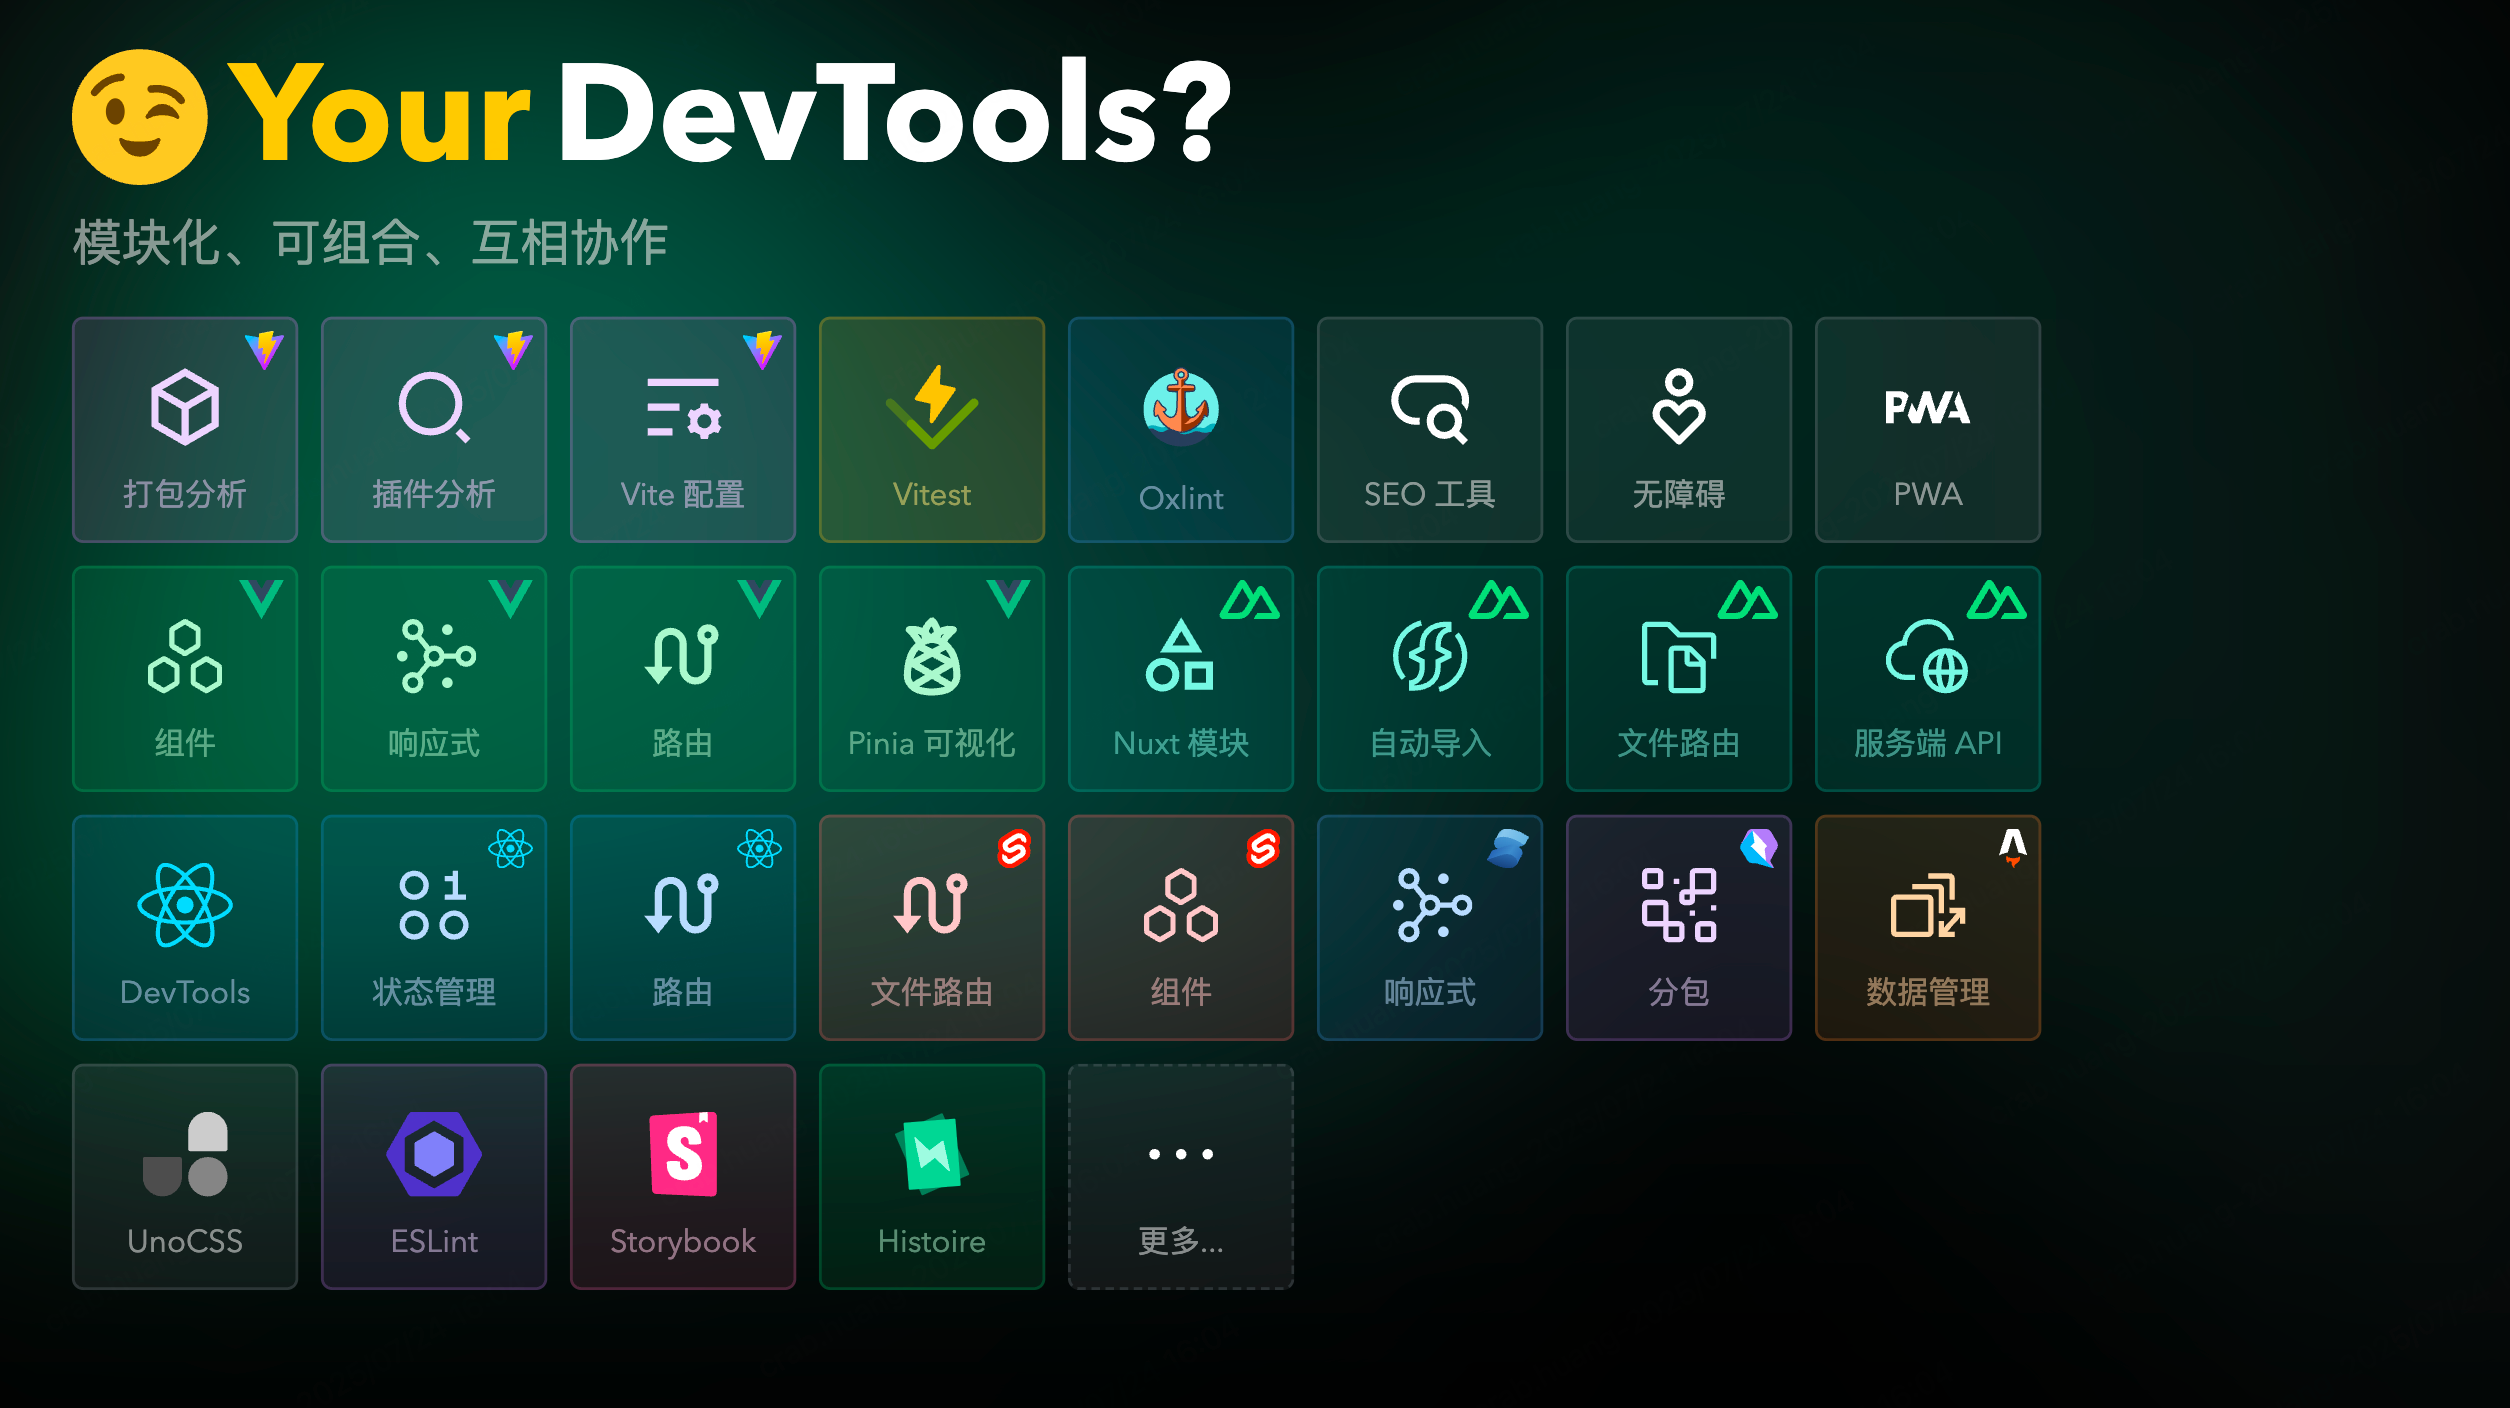 Your DevTools?
模块化、可组合、互相协作
打包分析
插件分析
Vite 配置
Vitest
Oxlint
SEO 工具
无障碍
PWA
PWA
组件
响应式
路由
Pinia 可视化
Nuxt 模块
自动导入
文件路由
服务端 API
DevTools
状态管理
路由
文件路由
组件
响应式
分包
数据管理
UnoCSS
ESLint
Storybook
Histoire
更多...